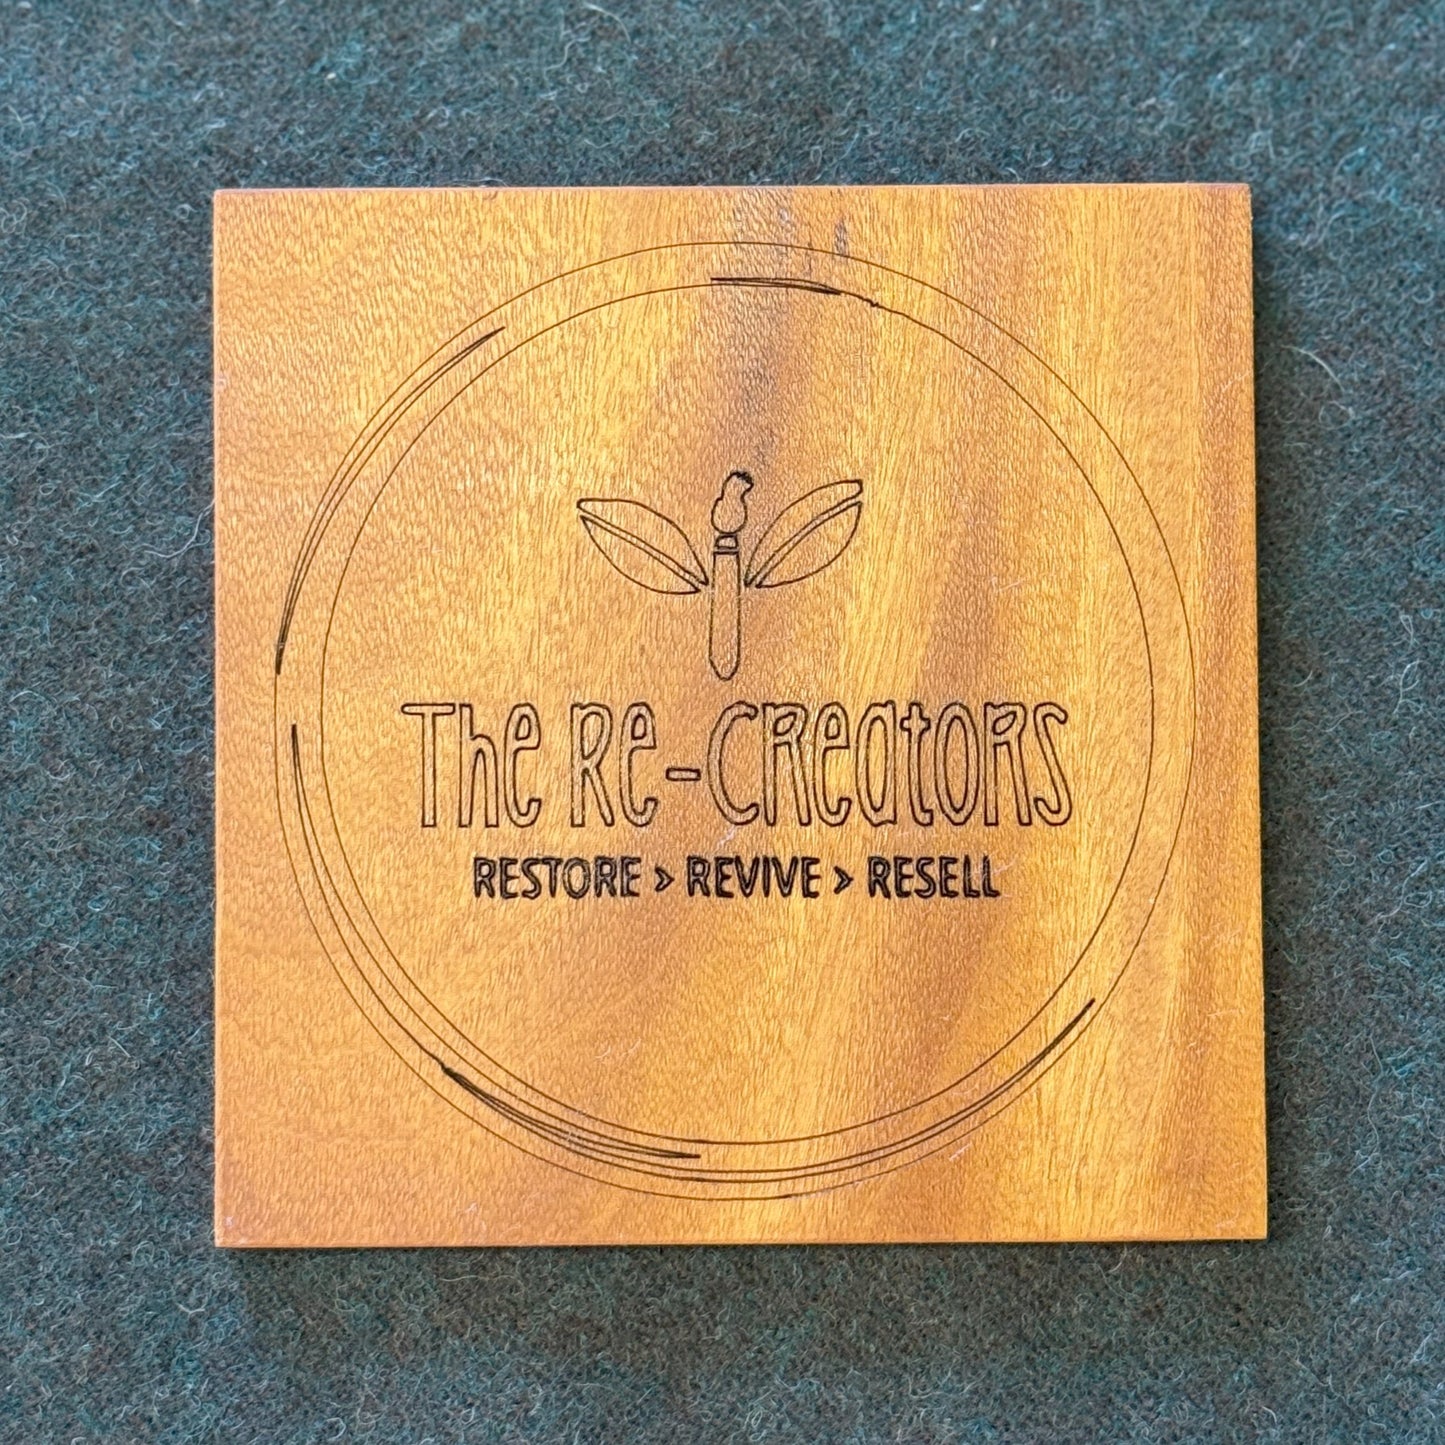 The Re-Creators
RESTORE > REVIVE > RESELL